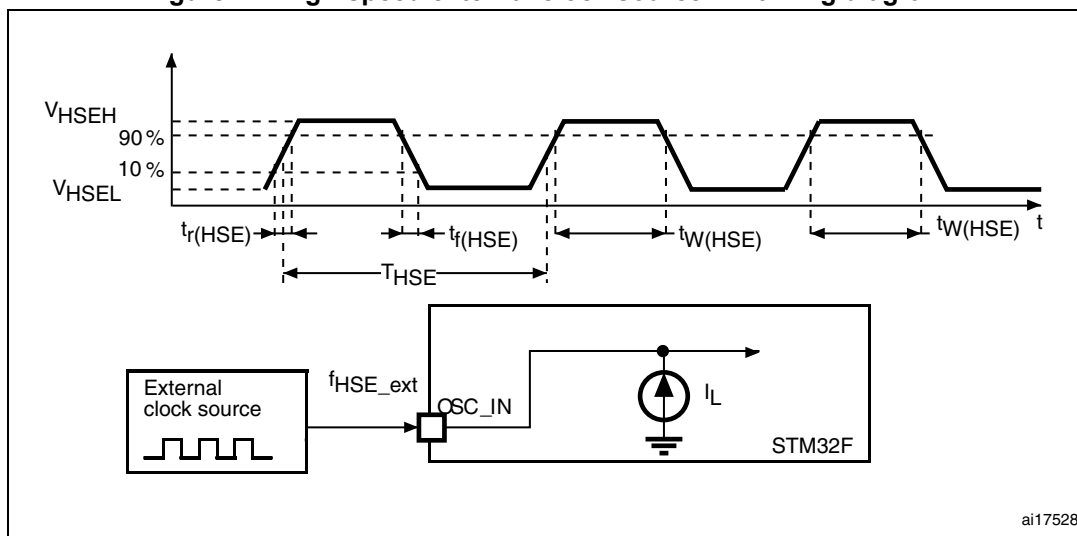 VHSEH
90 %
10 %
VHSEL
tr(HSE)
tf(HSE)
tW(HSE)
tW(HSE)
t
THSE
External
clock source
fHSE_ext
OSC_IN
IL
STM32F
ai17528